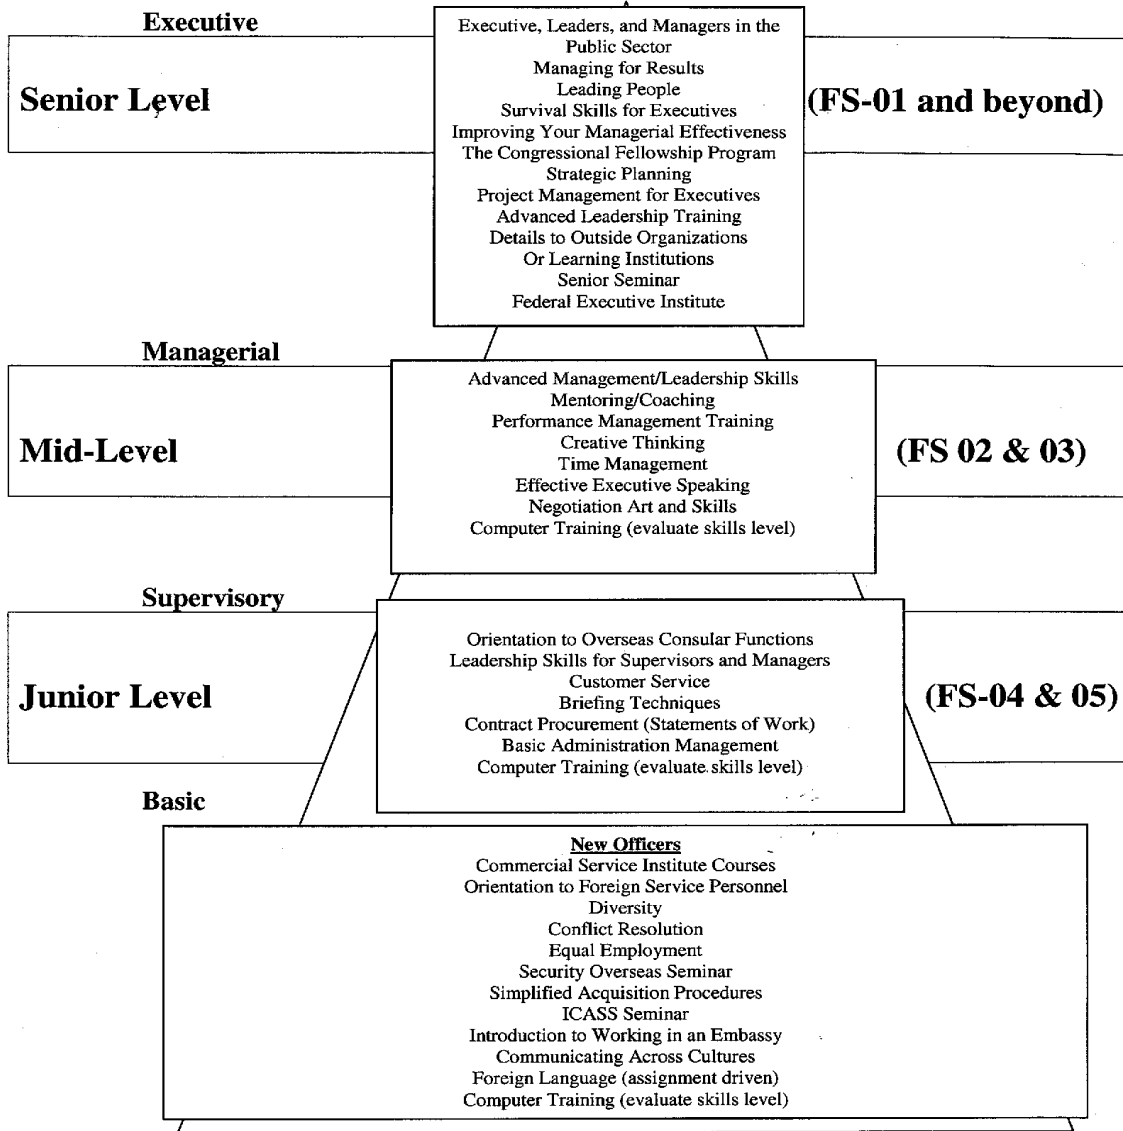 Executive
Senior Level
Executive, Leaders, and Managers in the
Public Sector
Managing for Results
Leading People
Survival Skills for Executives
Improving Your Managerial Effectiveness
The Congressional Fellowship Program
Strategic Planning
Project Management for Executives
Advanced Leadership Training
Details to Outside Organizations
Or Learning Institutions
Senior Seminar
Federal Executive Institute
(FS-01 and beyond)
Managerial
Mid-Level
Advanced Management/Leadership Skills
Mentoring/Coaching
Performance Management Training
Creative Thinking
Time Management
Effective Executive Speaking
Negotiation Art and Skills
Computer Training (evaluate skills level)
(FS 02 & 03)
Supervisory
Junior Level
Orientation to Overseas Consular Functions
Leadership Skills for Supervisors and Managers
Customer Service
Briefing Techniques
Contract Procurement (Statements of Work)
Basic Administration Management
Computer Training (evaluate skills level)
(FS-04 & 05)
Basic
New Officers
Commercial Service Institute Courses
Orientation to Foreign Service Personnel
Diversity
Conflict Resolution
Equal Employment
Security Overseas Seminar
Simplified Acquisition Procedures
ICASS Seminar
Introduction to Working in an Embassy
Communicating Across Cultures
Foreign Language (assignment driven)
Computer Training (evaluate skills level)